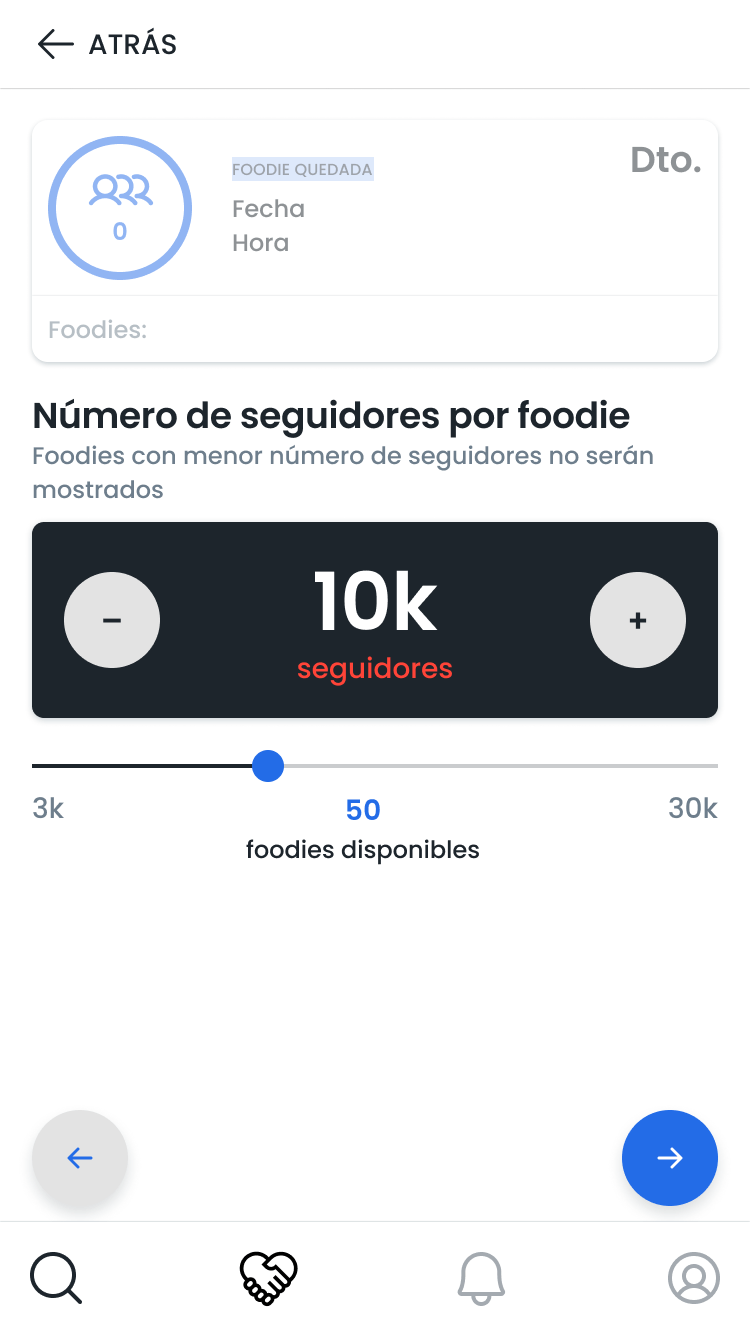 ATRÁS
FOODIE QUEDADA
Dto.
Fecha
Hora
0
Foodies:
Número de seguidores por foodie
Foodies con menor número de seguidores no serán
mostrados
−
10k
+
seguidores
3k
50
30k
foodies disponibles